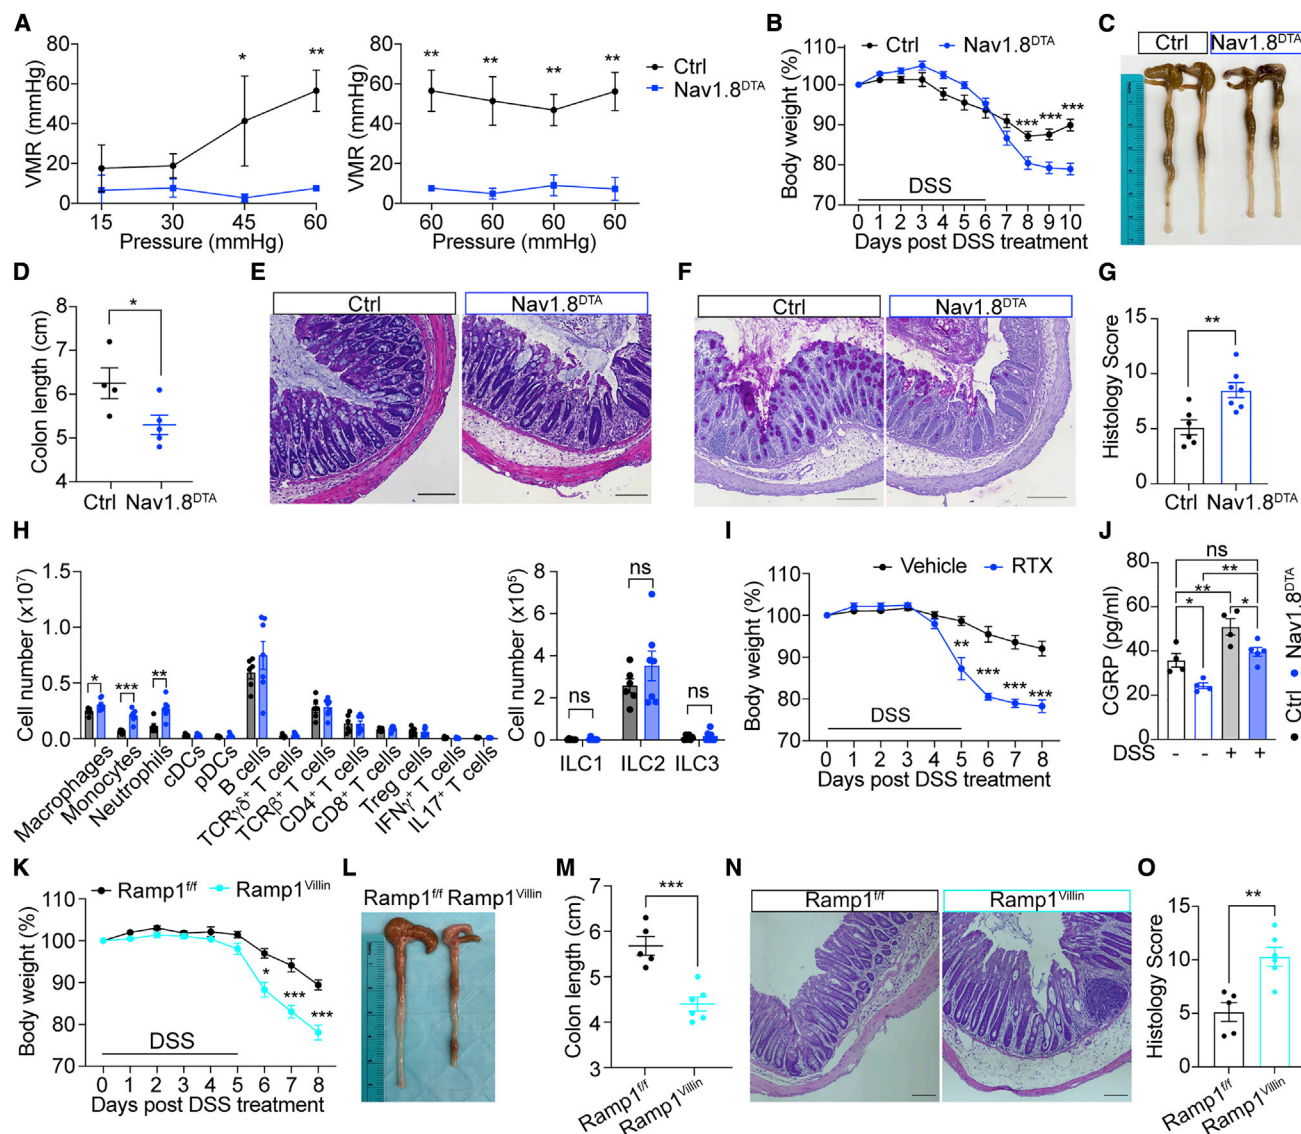 A
VMR (mmHg)
80
60
40
20
0
*
**
15 30 45 60
Pressure (mmHg)
VMR (mmHg)
80
60
40
20
0
** ** ** **
60 60 60 60
Pressure (mmHg)
Ctrl
Nav1.8DTA
B
Ctrl Nav1.8DTA
Body weight (%)
110
100
90
80
70
*** *** ***
DSS
0 1 2 3 4 5 6 7 8 9 10
Days post DSS treatment
C
Ctrl Nav1.8DTA
D
Colon length (cm)
8
7
6
5
4
*
Ctrl Nav1.8DTA
E
Ctrl Nav1.8DTA
F
Ctrl Nav1.8DTA
G
Histology Score
15
10
5
0
**
Ctrl Nav1.8DTA
H
Cell number (x10⁷)
1.5
1.0
0.5
0.0
* *** **
Macrophages
Monocytes
Neutrophils
cDCs
pDCs
B cells
TCRγδ⁺ T cells
TCRβ⁺ T cells
CD4⁺ T cells
CD8⁺ T cells
Treg cells
IFNγ⁺ T cells
IL17⁺ T cells
Cell number (x10⁵)
8
6
4
2
0
ns ns ns
ILC1 ILC2 ILC3
I
Vehicle RTX
Body weight (%)
110
100
90
80
70
** *** *** ***
DSS
0 1 2 3 4 5 6 7 8
Days post DSS treatment
J
CGRP (pg/ml)
80
60
40
20
0
ns
**
**
* *
DSS - - + +
Ctrl Nav1.8DTA
K
Ramp1f/f Ramp1Villin
Body weight (%)
110
100
90
80
70
* *** ***
DSS
0 1 2 3 4 5 6 7 8
Days post DSS treatment
L
Ramp1f/f Ramp1Villin
M
Colon length (cm)
6
5
4
3
***
Ramp1f/f
Ramp1Villin
N
Ramp1f/f Ramp1Villin
O
Histology Score
15
10
5
0
**
Ramp1f/f
Ramp1Villin